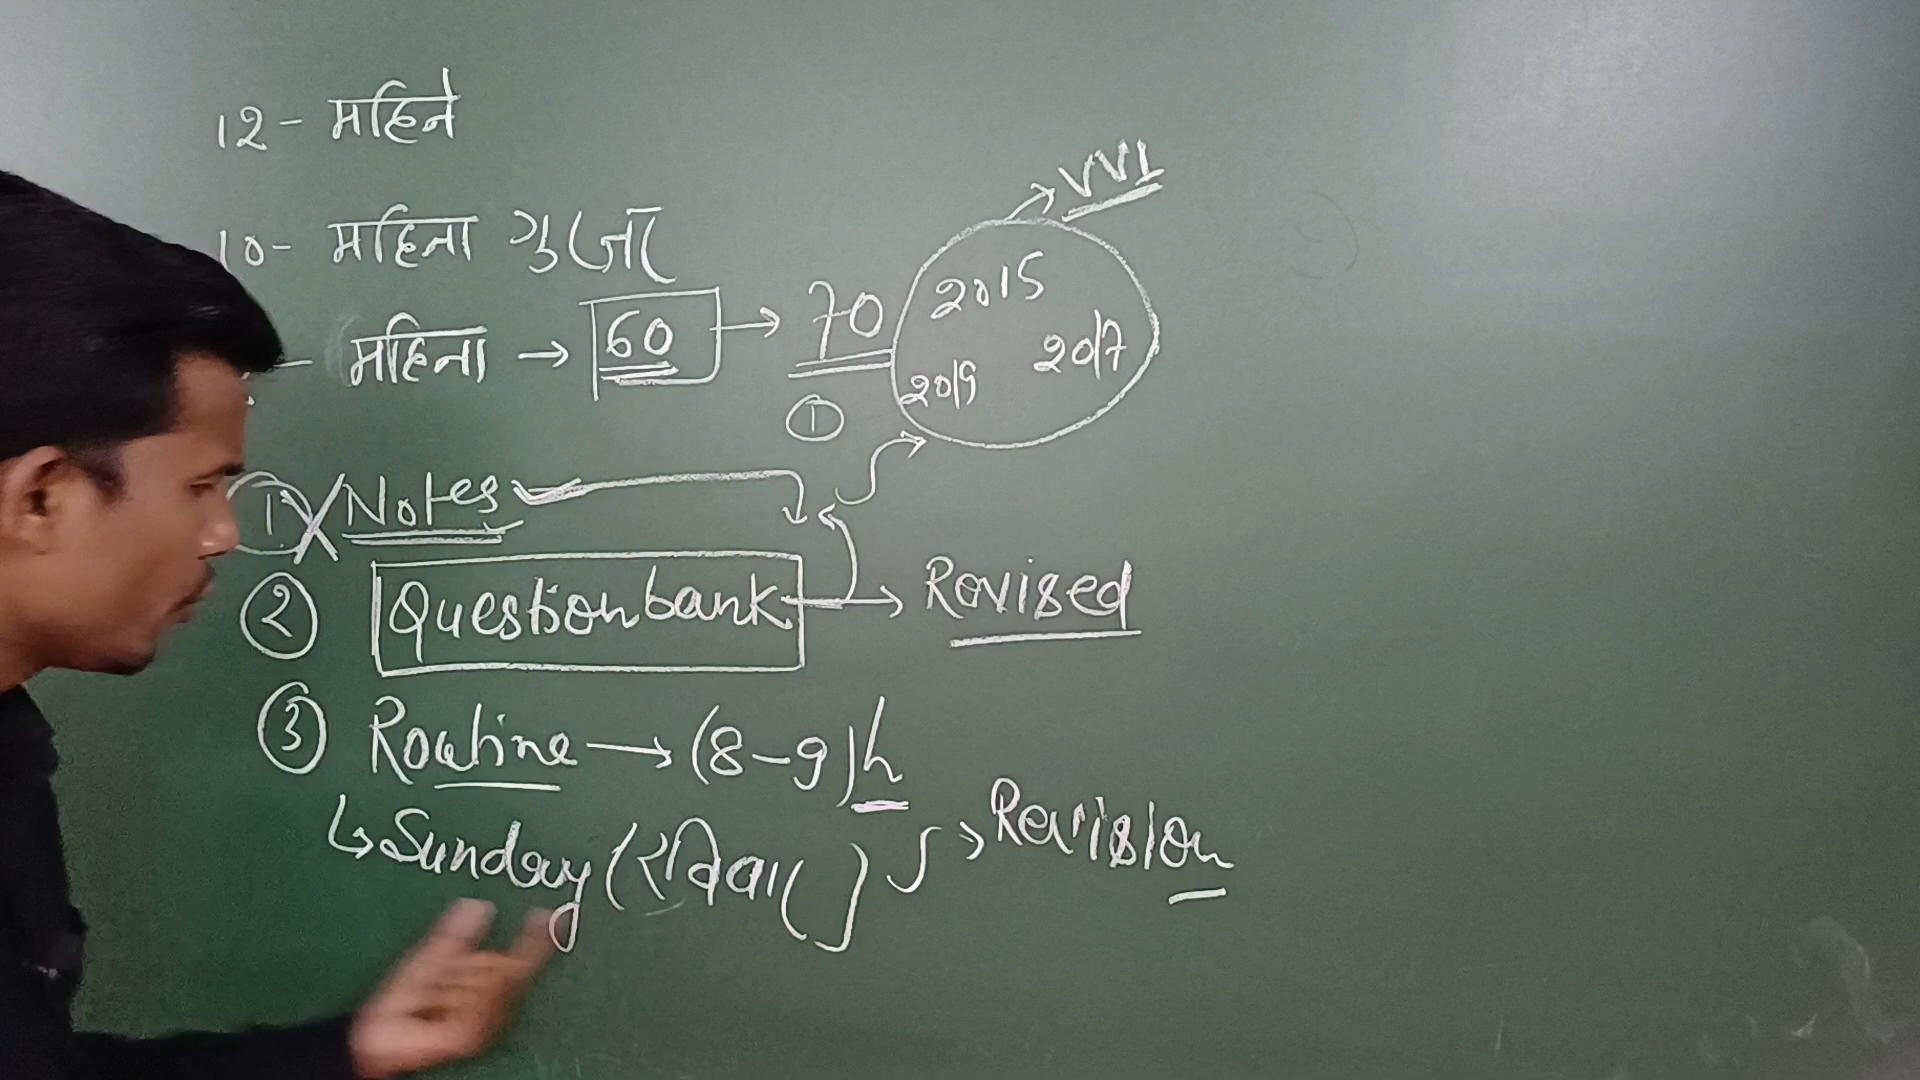 12 - महिने
VVI
10 - महिना गुजर
2015
- महिना → 60 → 70
2017
2019
①
① Notes
② Question bank → Revised
③ Routine → (8-9)h
Sunday (रविवार) → Revision